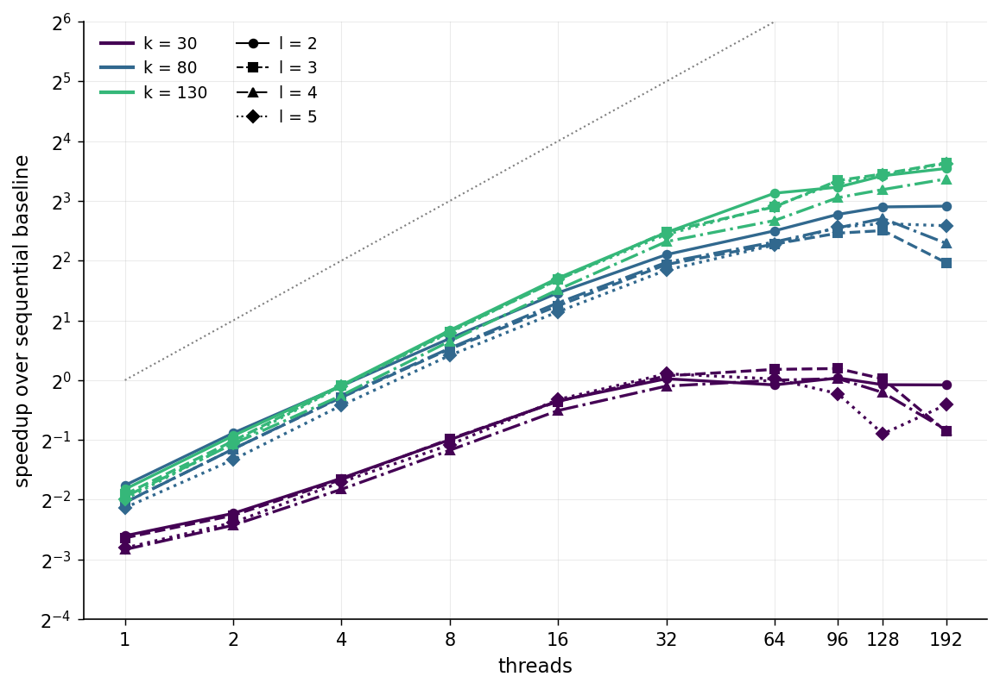 2^6
2^5
2^4
2^3
2^2
2^1
2^0
2^−1
2^−2
2^−3
2^−4
speedup over sequential baseline
k = 30
k = 80
k = 130
l = 2
l = 3
l = 4
l = 5
1 2 4 8 16 32 64 96 128 192
threads